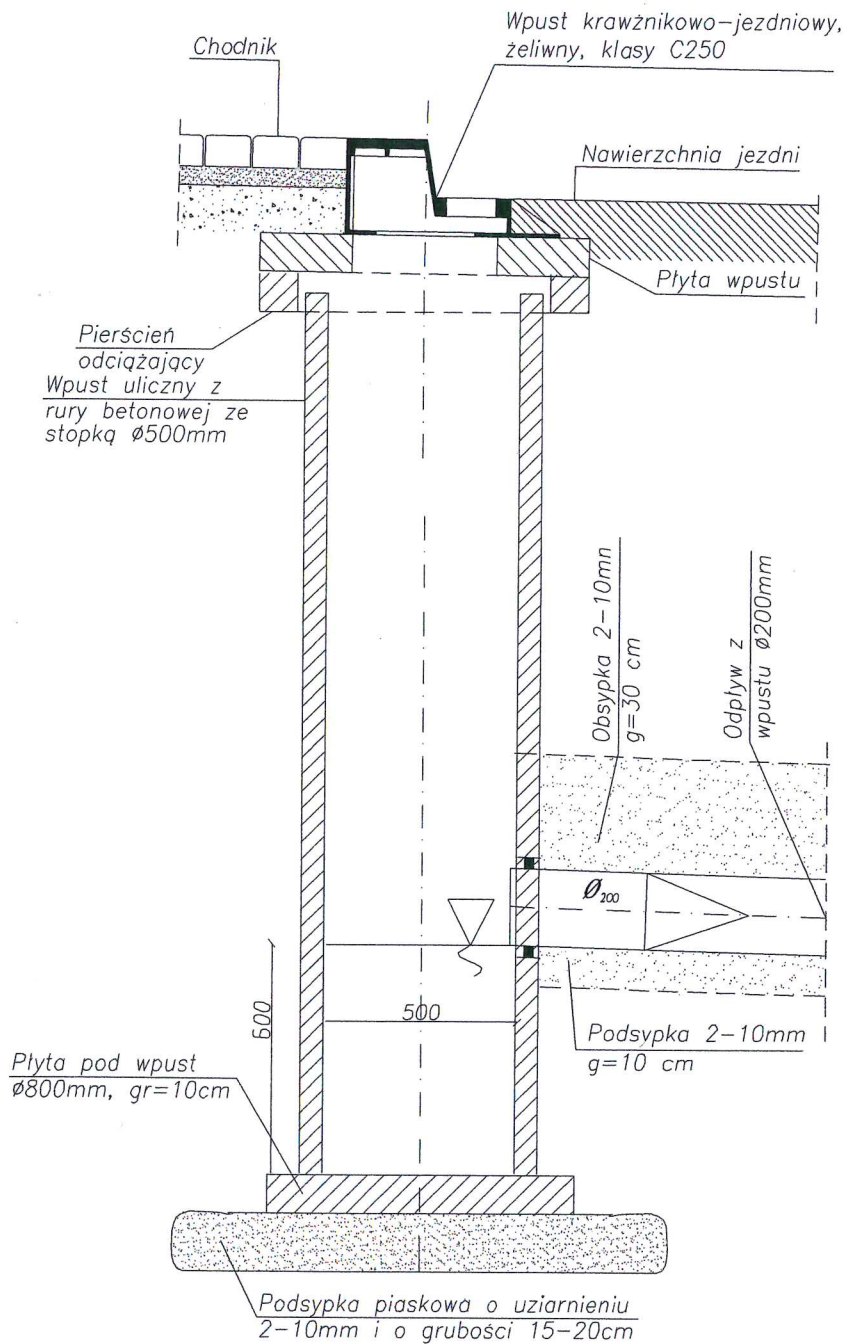 Wpust krawżnikowo-jezdniowy,
żeliwny, klasy C250
Chodnik
Nawierzchnia jezdni
Płyta wpustu
Pierścień
odciążający
Wpust uliczny z
rury betonowej ze
stopką Ø500mm
Obsypka 2-10mn
g=30 cm
Odpływ z
wpustu Ø200mm
Ø200
600
500
Podsypka 2-10mm
g=10 cm
Płyta pod wpust
Ø800mm, gr=10cm
Podsypka piaskowa o uziarnieniu
2-10mm i o grubości 15-20cm